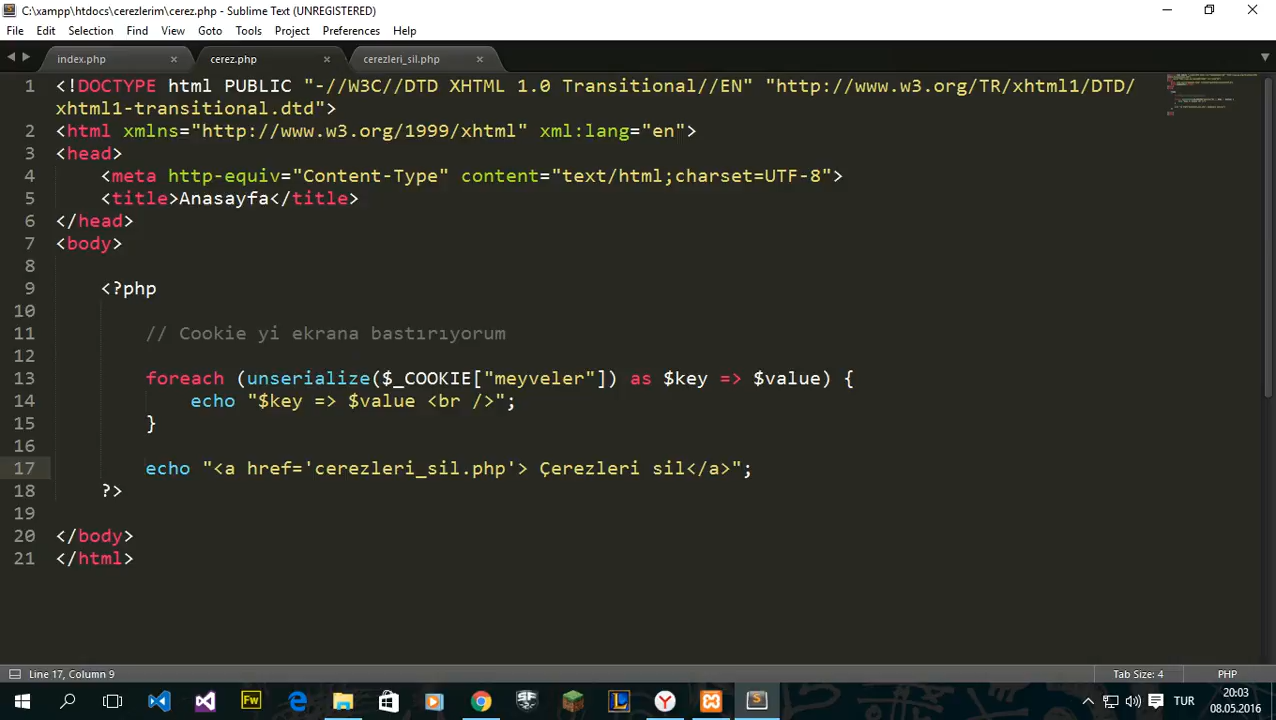 C:\xampp\htdocs\cerezlerim\cerez.php - Sublime Text (UNREGISTERED)
File Edit Selection Find View Goto Tools Project Preferences Help
index.php × cerez.php × cerezleri_sil.php ×
1 <!DOCTYPE html PUBLIC "-//W3C//DTD XHTML 1.0 Transitional//EN" "http://www.w3.org/TR/xhtml1/DTD/
xhtml1-transitional.dtd">
2 <html xmlns="http://www.w3.org/1999/xhtml" xml:lang="en">
3 <head>
4 <meta http-equiv="Content-Type" content="text/html;charset=UTF-8">
5 <title>Anasayfa</title>
6 </head>
7 <body>
8
9 <?php
10
11 // Cookie yi ekrana bastırıyorum
12
13 foreach (unserialize($_COOKIE["meyveler"]) as $key => $value) {
14 echo "$key => $value <br />";
15 }
16
17 echo "<a href='cerezleri_sil.php'> Çerezleri sil</a>";
18 ?>
19
20 </body>
21 </html>
Line 17, Column 9 Tab Size: 4 PHP
Fw Y S TUR 20:03
08.05.2016